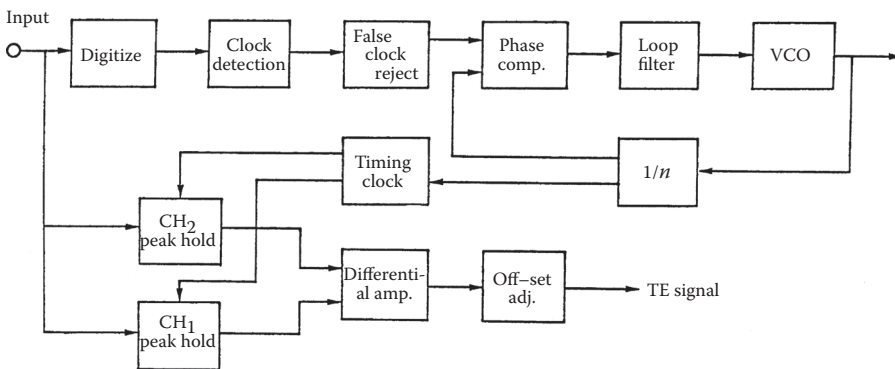 Input
Digitize
Clock
detection
False
clock
reject
Phase
comp.
Loop
filter
VCO
Timing
clock
1/n
CH2
peak hold
Differenti-
al amp.
Off–set
adj.
TE signal
CH1
peak hold